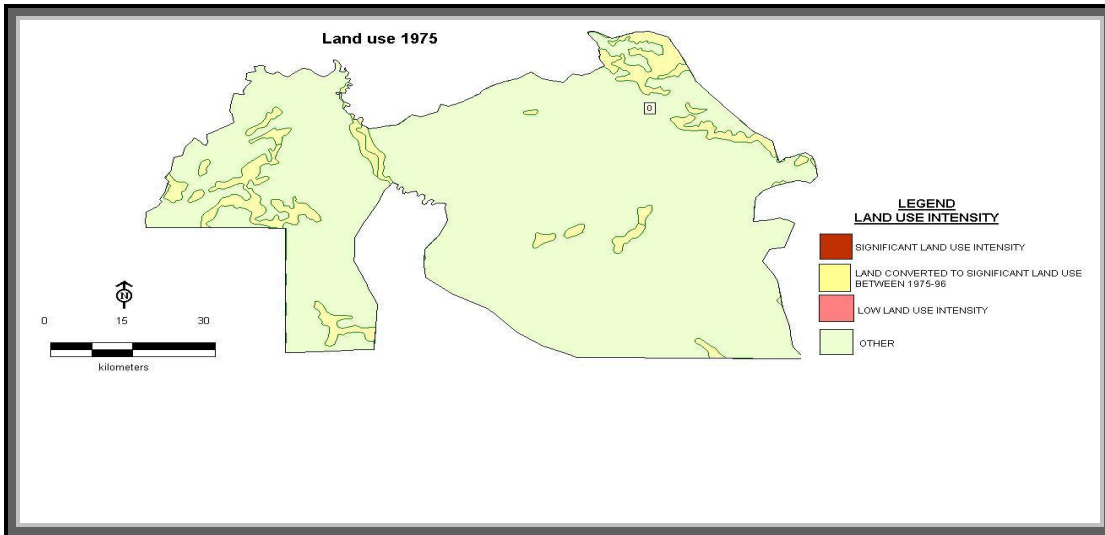 Land use 1975
0
LEGEND
LAND USE INTENSITY
SIGNIFICANT LAND USE INTENSITY
LAND CONVERTED TO SIGNIFICANT LAND USE
BETWEEN 1975-96
LOW LAND USE INTENSITY
OTHER
N
0 15 30
kilometers